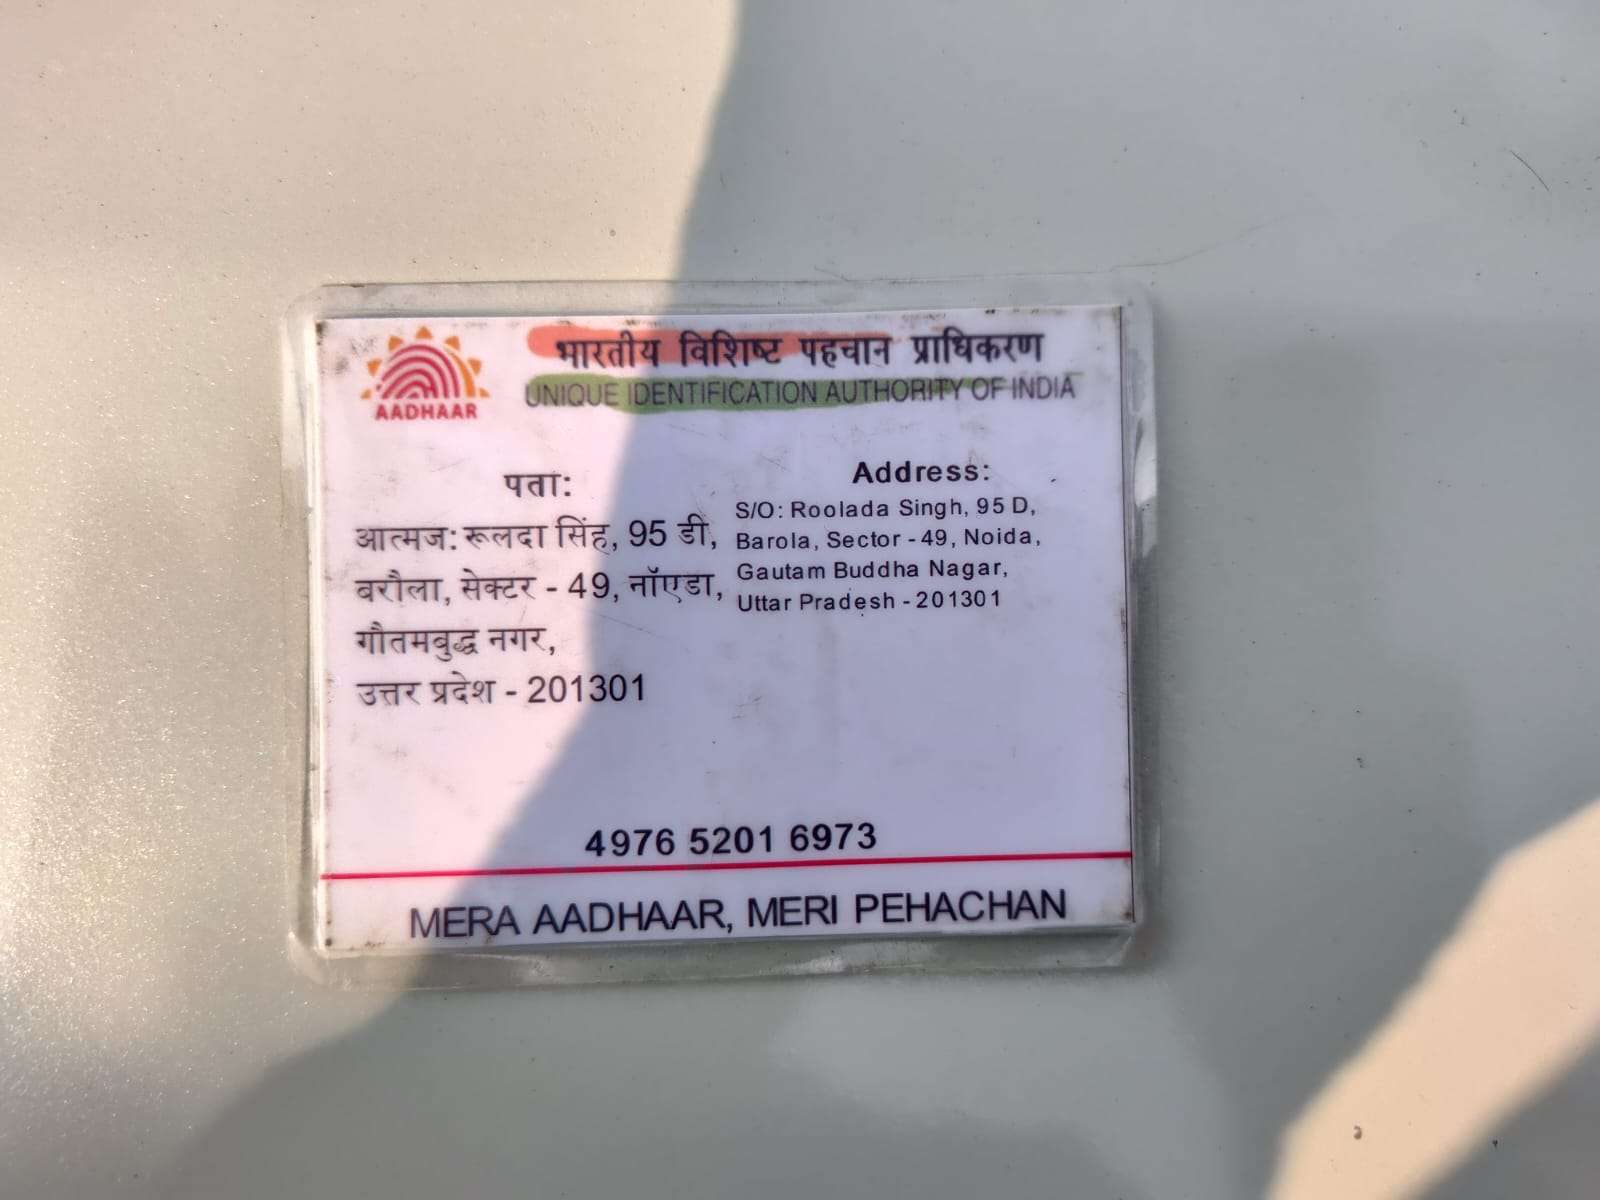 भारतीय विशिष्ट पहचान प्राधिकरण
UNIQUE IDENTIFICATION AUTHORITY OF INDIA
AADHAAR
पता:
आत्मज: रूलदा सिंह, 95 डी,
बरौला, सेक्टर - 49, नॉएडा,
गौतमबुद्ध नगर,
उत्तर प्रदेश - 201301
Address:
S/O: Roolada Singh, 95 D,
Barola, Sector - 49, Noida,
Gautam Buddha Nagar,
Uttar Pradesh - 201301
4976 5201 6973
MERA AADHAAR, MERI PEHACHAN